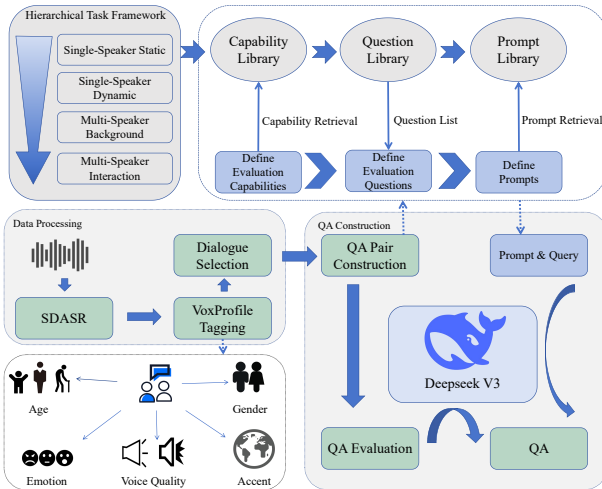 Hierarchical Task Framework
Single-Speaker Static
Single-Speaker
Dynamic
Multi-Speaker
Background
Multi-Speaker
Interaction
Capability
Library
Question
Library
Prompt
Library
Capability Retrieval
Question List
Prompt Retrieval
Define
Evaluation
Capabilities
Define
Evaluation
Questions
Define
Prompts
Data Processing
Dialogue
Selection
SDASR
VoxProfile
Tagging
QA Construction
QA Pair
Construction
Prompt & Query
Deepseek V3
QA Evaluation
QA
Age
Gender
Emotion
Voice Quality
Accent